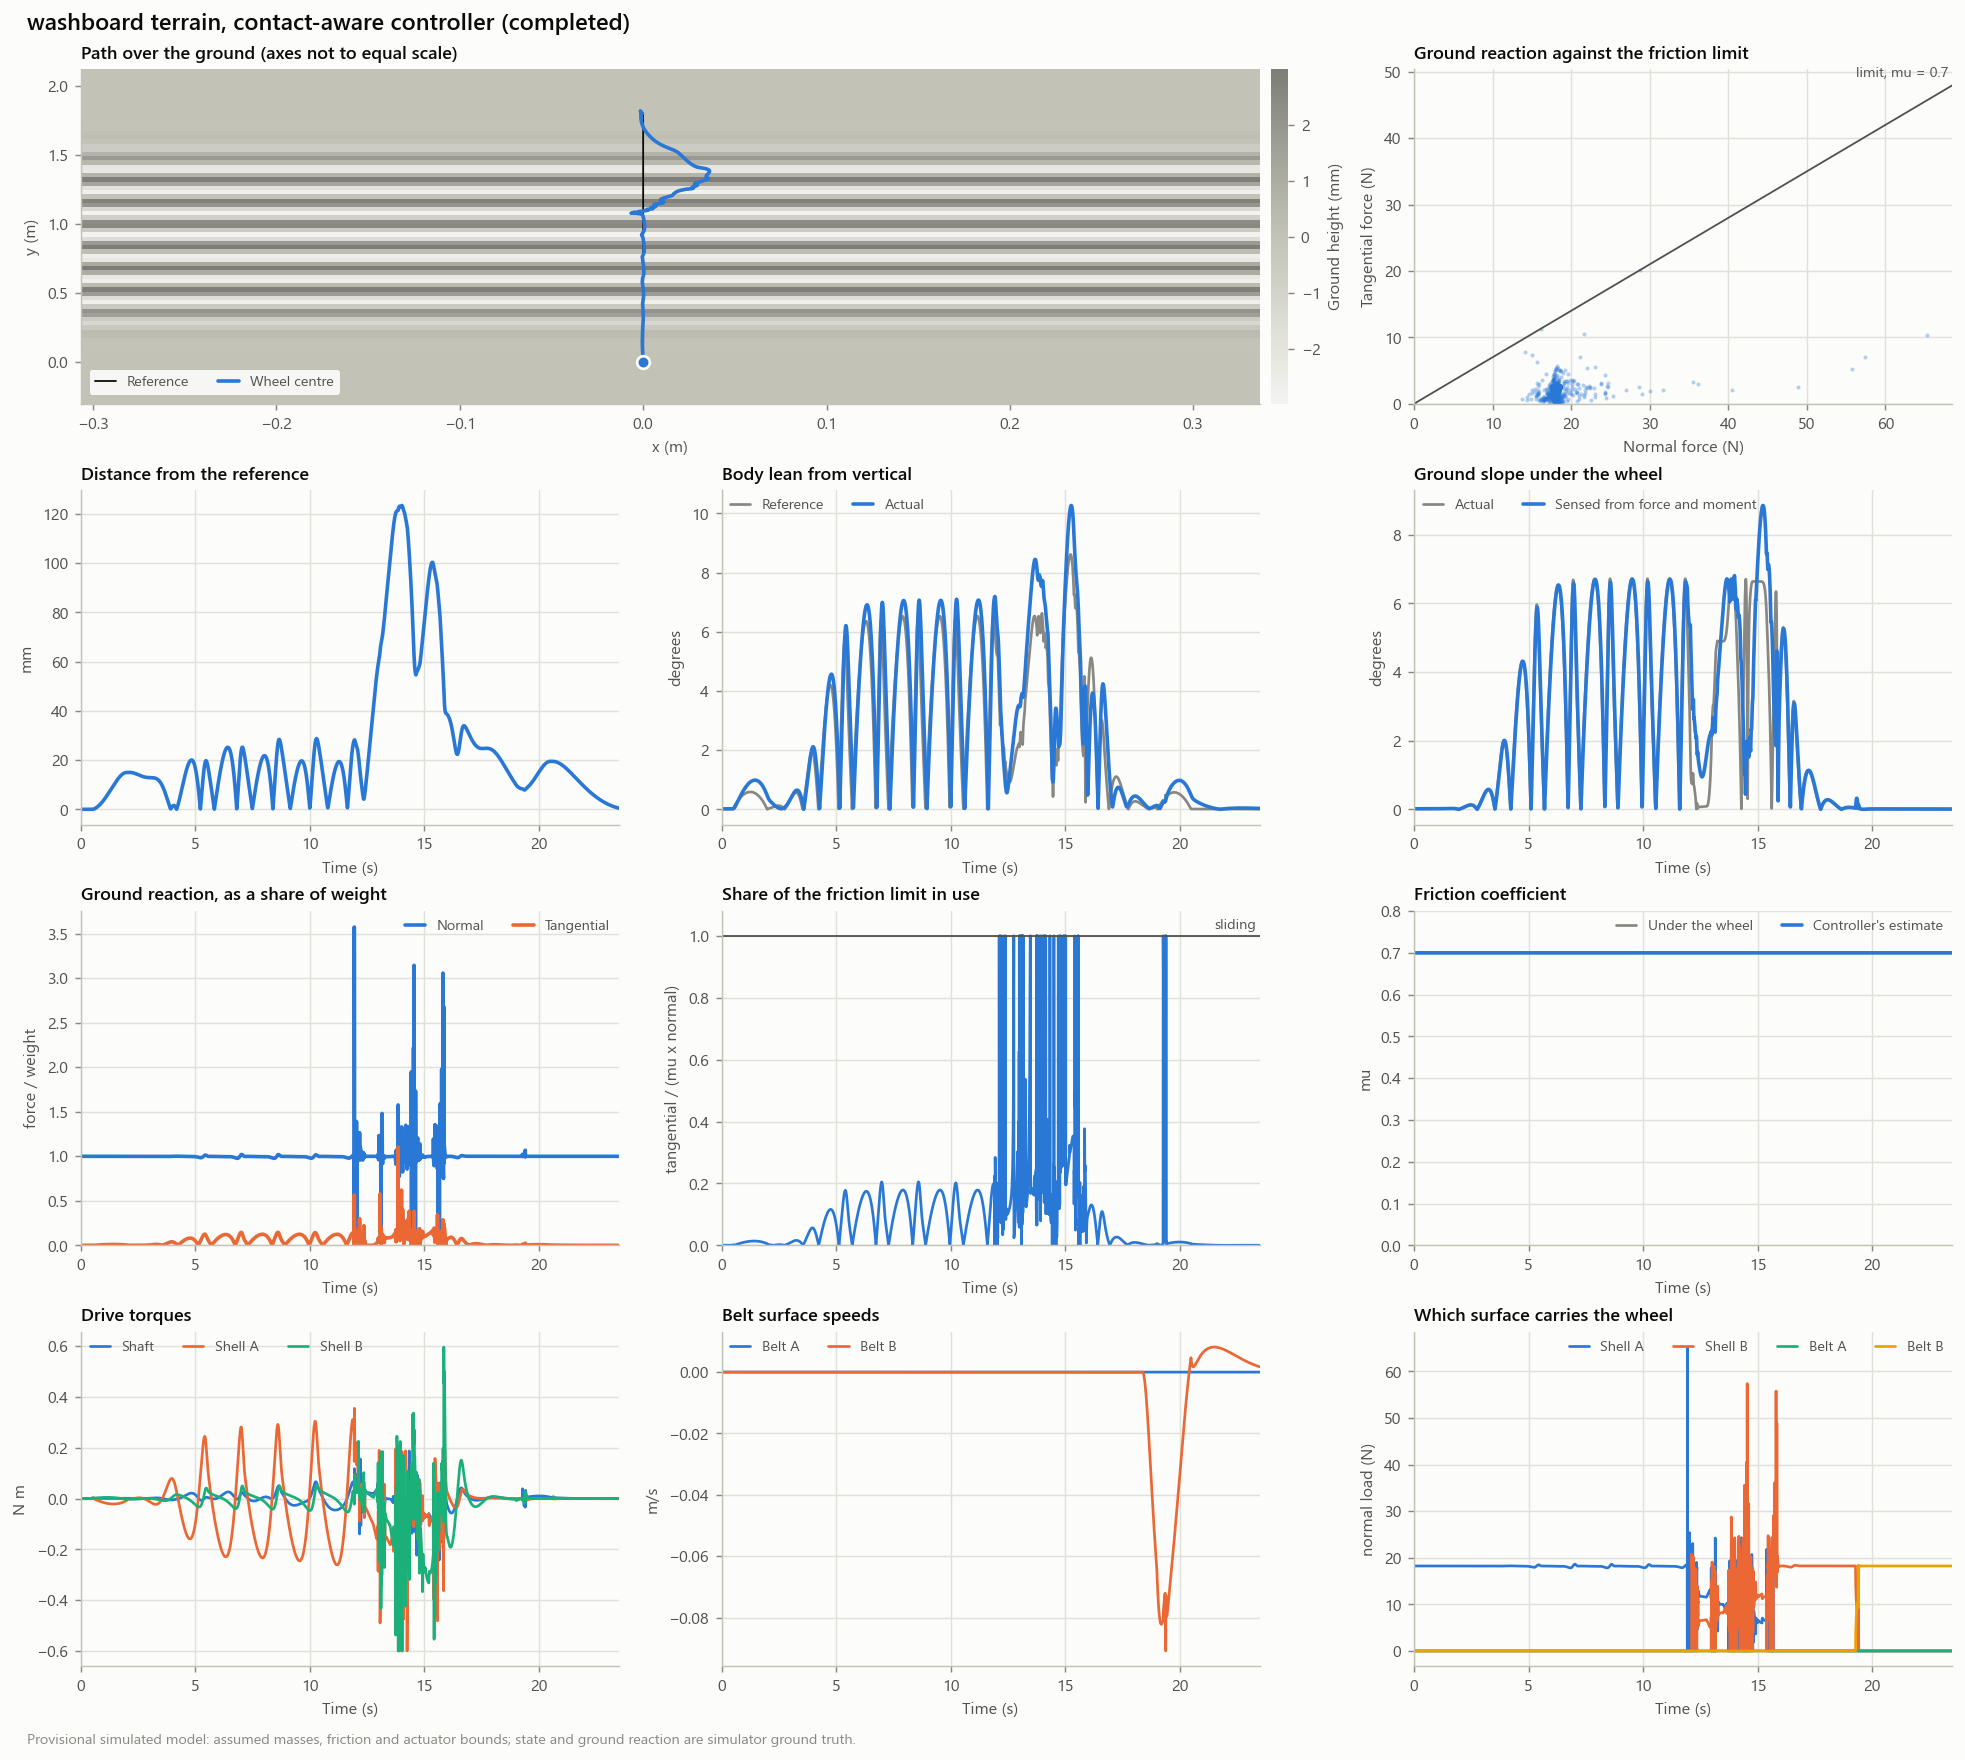 washboard terrain, contact-aware controller (completed)
Path over the ground (axes not to equal scale)
2.0
1.5
1.0
0.5
0.0
y (m)
Reference
Wheel centre
−0.3
−0.2
−0.1
0.0
0.1
0.2
0.3
x (m)
2
1
0
−1
−2
Ground height (mm)
Ground reaction against the friction limit
limit, mu = 0.7
50
40
30
20
10
0
Tangential force (N)
0
10
20
30
40
50
60
Normal force (N)
Distance from the reference
120
100
80
60
40
20
0
mm
0
5
10
15
20
Time (s)
Body lean from vertical
Reference
Actual
10
8
6
4
2
0
degrees
0
5
10
15
20
Time (s)
Ground slope under the wheel
Actual
Sensed from force and moment
8
6
4
2
0
degrees
0
5
10
15
20
Time (s)
Ground reaction, as a share of weight
Normal
Tangential
3.5
3.0
2.5
2.0
1.5
1.0
0.5
0.0
force / weight
0
5
10
15
20
Time (s)
Share of the friction limit in use
sliding
1.0
0.8
0.6
0.4
0.2
0.0
tangential / (mu x normal)
0
5
10
15
20
Time (s)
Friction coefficient
Under the wheel
Controller's estimate
0.8
0.7
0.6
0.5
0.4
0.3
0.2
0.1
0.0
mu
0
5
10
15
20
Time (s)
Drive torques
Shaft
Shell A
Shell B
0.6
0.4
0.2
0.0
−0.2
−0.4
−0.6
N m
0
5
10
15
20
Time (s)
Belt surface speeds
Belt A
Belt B
0.00
−0.02
−0.04
−0.06
−0.08
m/s
0
5
10
15
20
Time (s)
Which surface carries the wheel
Shell A
Shell B
Belt A
Belt B
60
50
40
30
20
10
0
normal load (N)
0
5
10
15
20
Time (s)
Provisional simulated model: assumed masses, friction and actuator bounds; state and ground reaction are simulator ground truth.